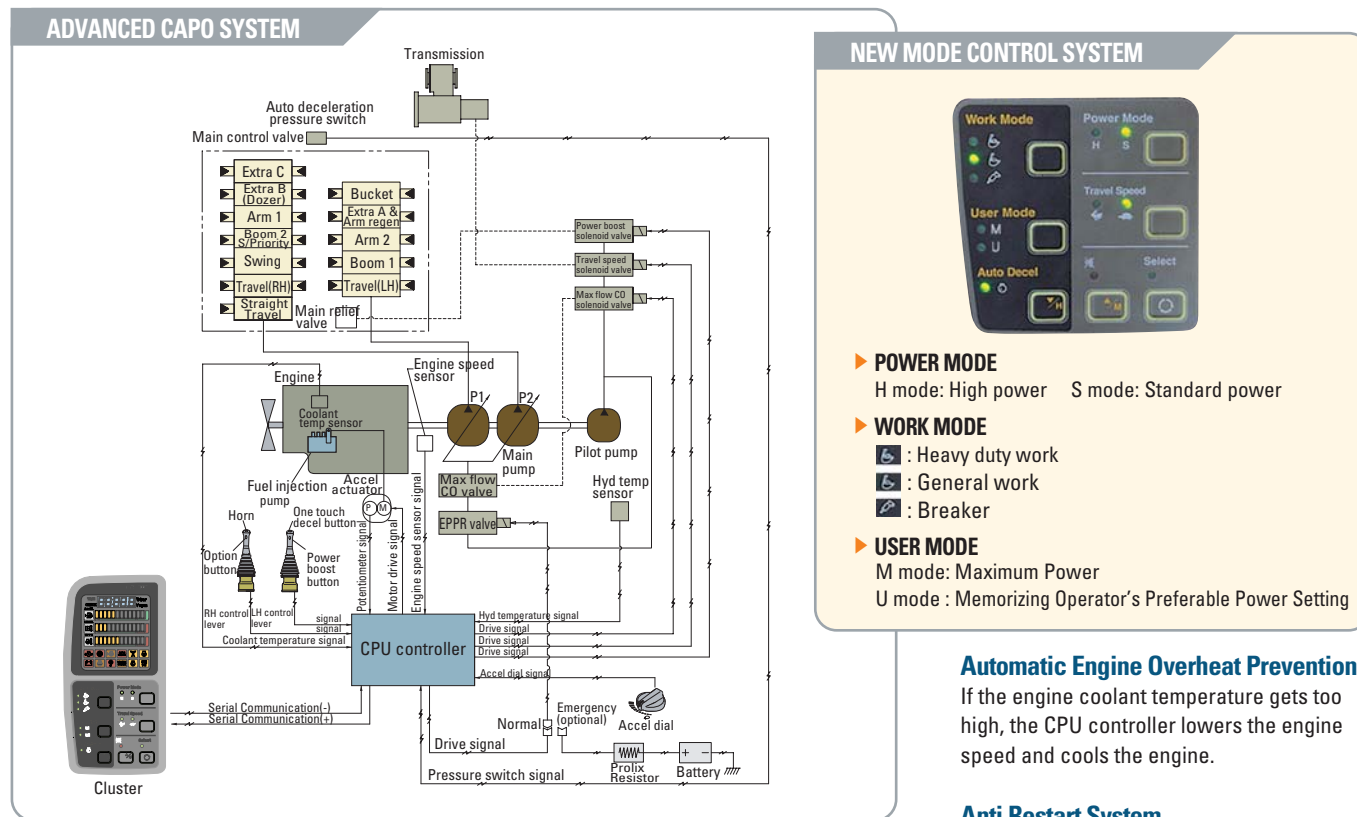 ADVANCED CAPO SYSTEM
Transmission
Auto deceleration
pressure switch
Main control valve
Extra C
Extra B
(Dozer)
Arm 1
Boom 2
S/Priority
Swing
Travel(RH)
Straight
Travel
Bucket
Extra A &
Arm regen
Arm 2
Boom 1
Travel(LH)
Main relief
valve
Power boost
solenoid valve
Travel speed
solenoid valve
Max flow CO
solenoid valve
Engine
Coolant
temp sensor
Engine speed
sensor
P1
P2
Main
pump
Pilot pump
Fuel injection
pump
Accel
actuator
P M
Max flow
CO valve
EPPR valve
Hyd temp
sensor
Horn
One touch
decel button
Option
button
Power
boost
button
RH control
lever
LH control
lever
signal
signal
Coolant temperature signal
Potentiometer signal
Motor drive signal
Engine speed sensor signal
CPU controller
Hyd temperature signal
Drive signal
Drive signal
Drive signal
Accel dial signal
Accel dial
Serial Communication(-)
Serial Communication(+)
Drive signal
Normal
Emergency
(optional)
Prolix
Resistor
+ -
Battery
Pressure switch signal
Power Mode
Travel Speed
Select
Cluster
NEW MODE CONTROL SYSTEM
Work Mode
Power Mode
H S
Travel Speed
User Mode
M
U
Auto Decel
Select
H
M
POWER MODE
H mode: High power S mode: Standard power
WORK MODE
: Heavy duty work
: General work
: Breaker
USER MODE
M mode: Maximum Power
U mode : Memorizing Operator's Preferable Power Setting
Automatic Engine Overheat Prevention
If the engine coolant temperature gets too
high, the CPU controller lowers the engine
speed and cools the engine.
Anti Restart System